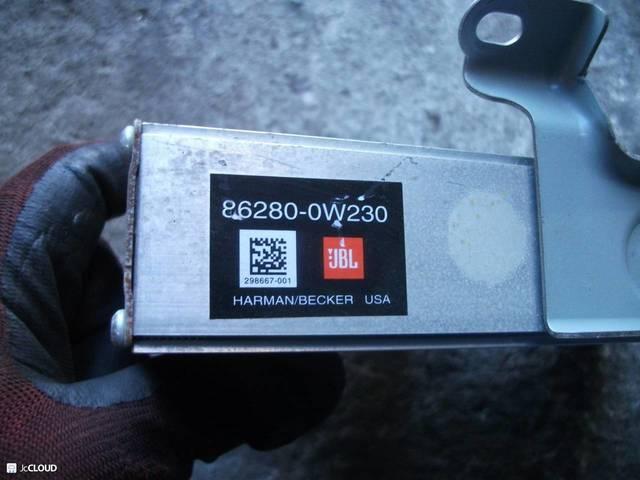 86280-0W230
298667-001
JBL
HARMAN/BECKER USA
JcCLOUD